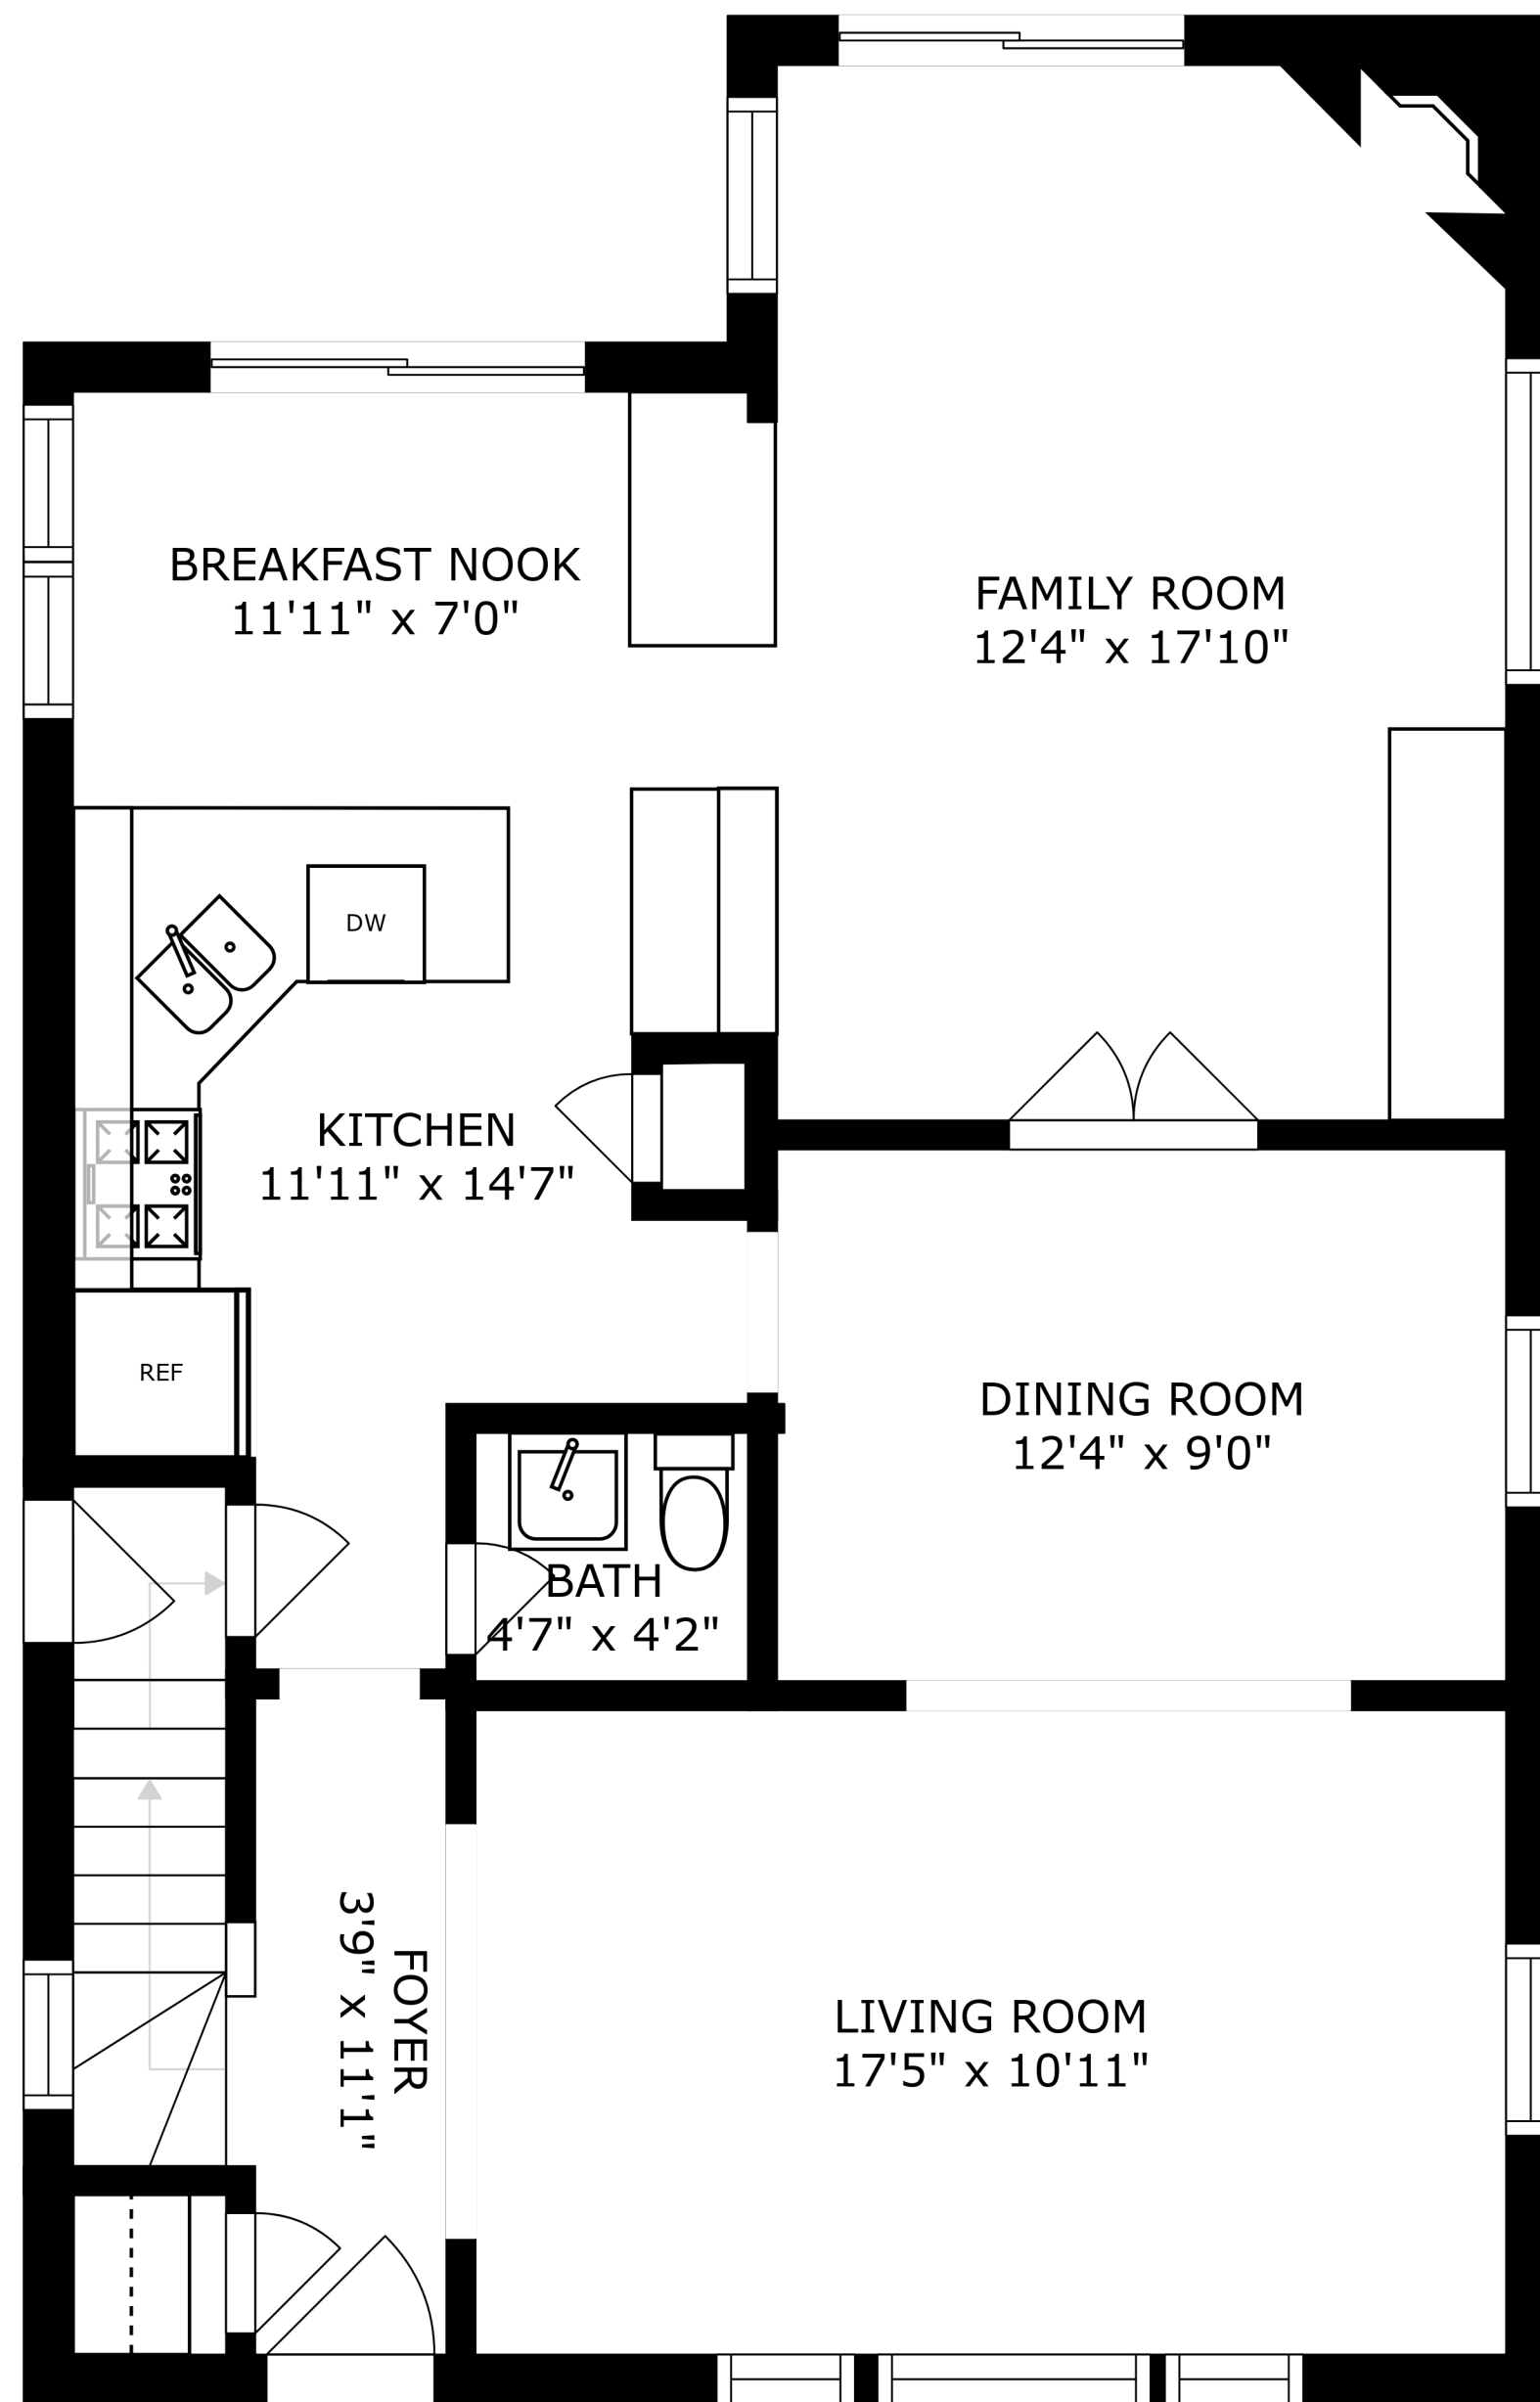 BREAKFAST NOOK
11'11" x 7'0"
FAMILY ROOM
12'4" x 17'10"
DW
KITCHEN
11'11" x 14'7"
REF
DINING ROOM
12'4" x 9'0"
BATH
4'7" x 4'2"
FOYER
3'9" x 11'1"
LIVING ROOM
17'5" x 10'11"